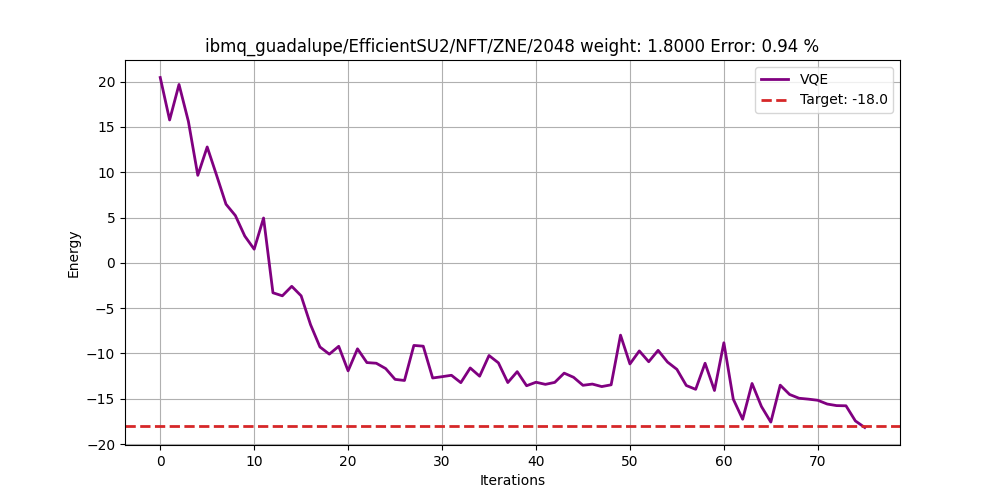 ibmq_guadalupe/EfficientSU2/NFT/ZNE/2048 weight: 1.8000 Error: 0.94 %
VQE
Target: -18.0
Energy
20
15
10
5
0
−5
−10
−15
−20
0 10 20 30 40 50 60 70
Iterations